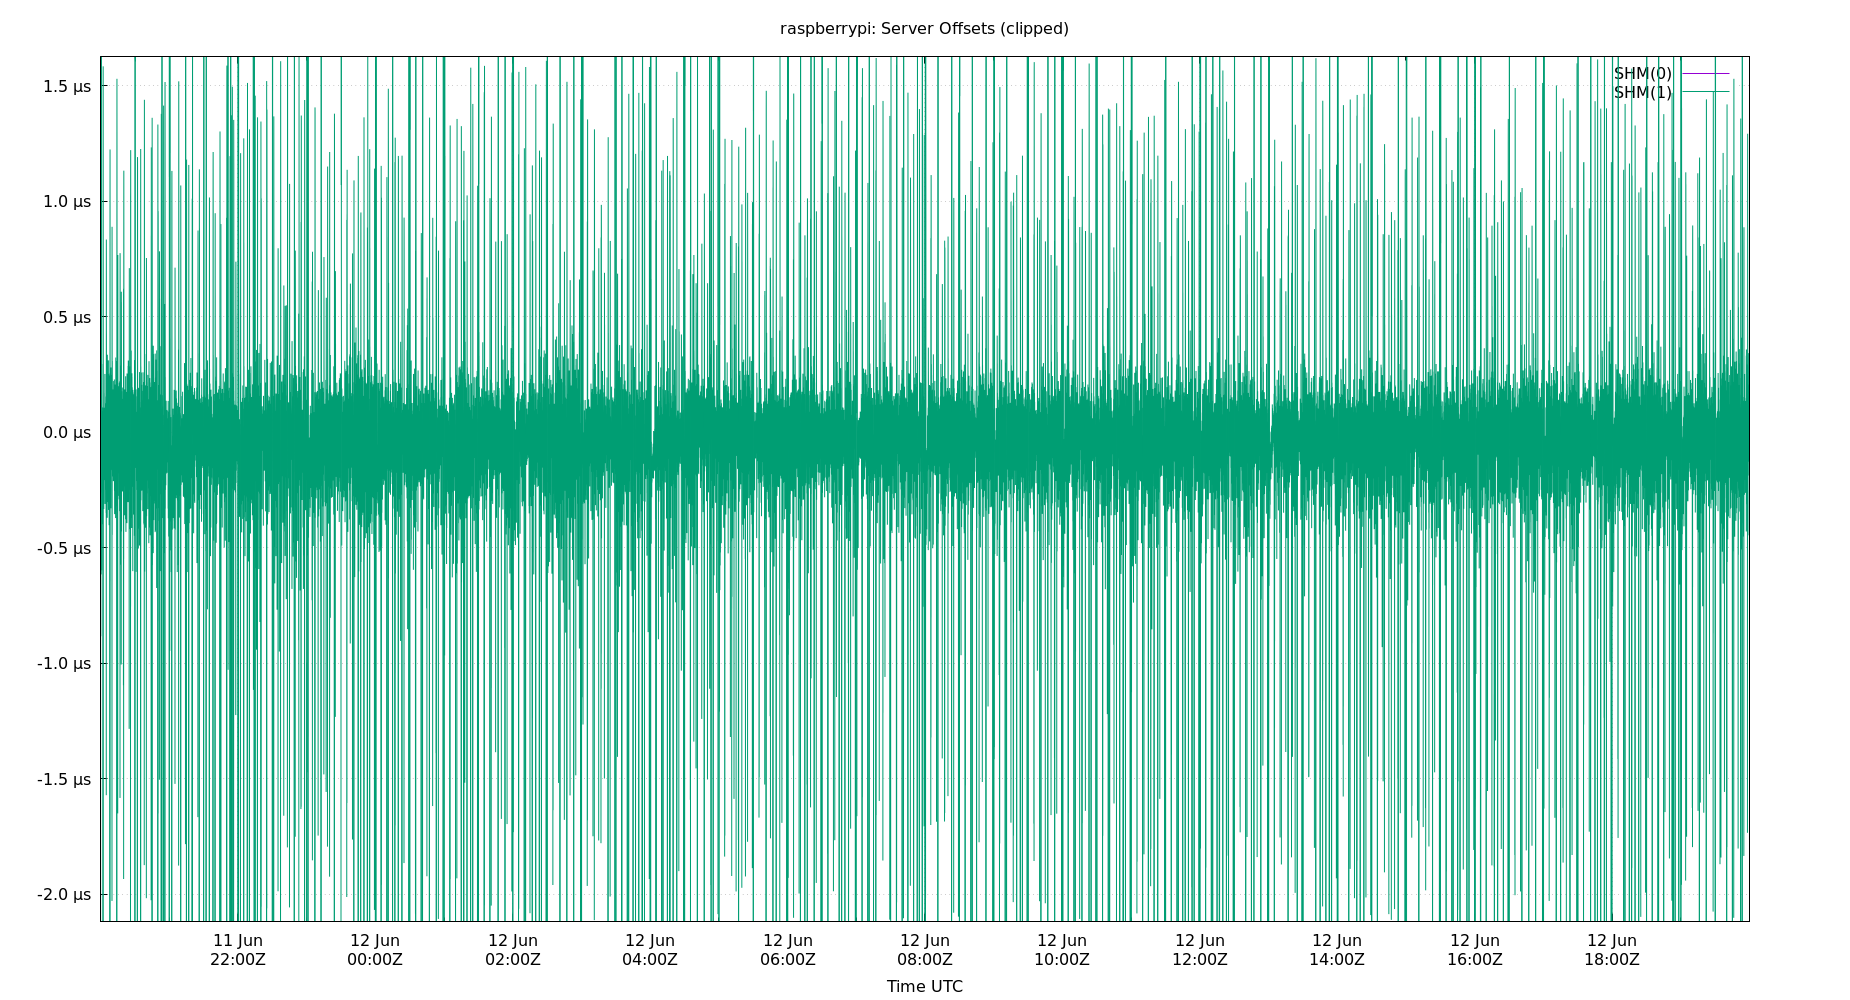 raspberrypi: Server Offsets (clipped)
SHM(0)
SHM(1)
1.5 µs
1.0 µs
0.5 µs
0.0 µs
-0.5 µs
-1.0 µs
-1.5 µs
-2.0 µs
11 Jun 12 Jun 12 Jun 12 Jun 12 Jun 12 Jun 12 Jun 12 Jun 12 Jun 12 Jun 12 Jun
22:00Z 00:00Z 02:00Z 04:00Z 06:00Z 08:00Z 10:00Z 12:00Z 14:00Z 16:00Z 18:00Z
Time UTC